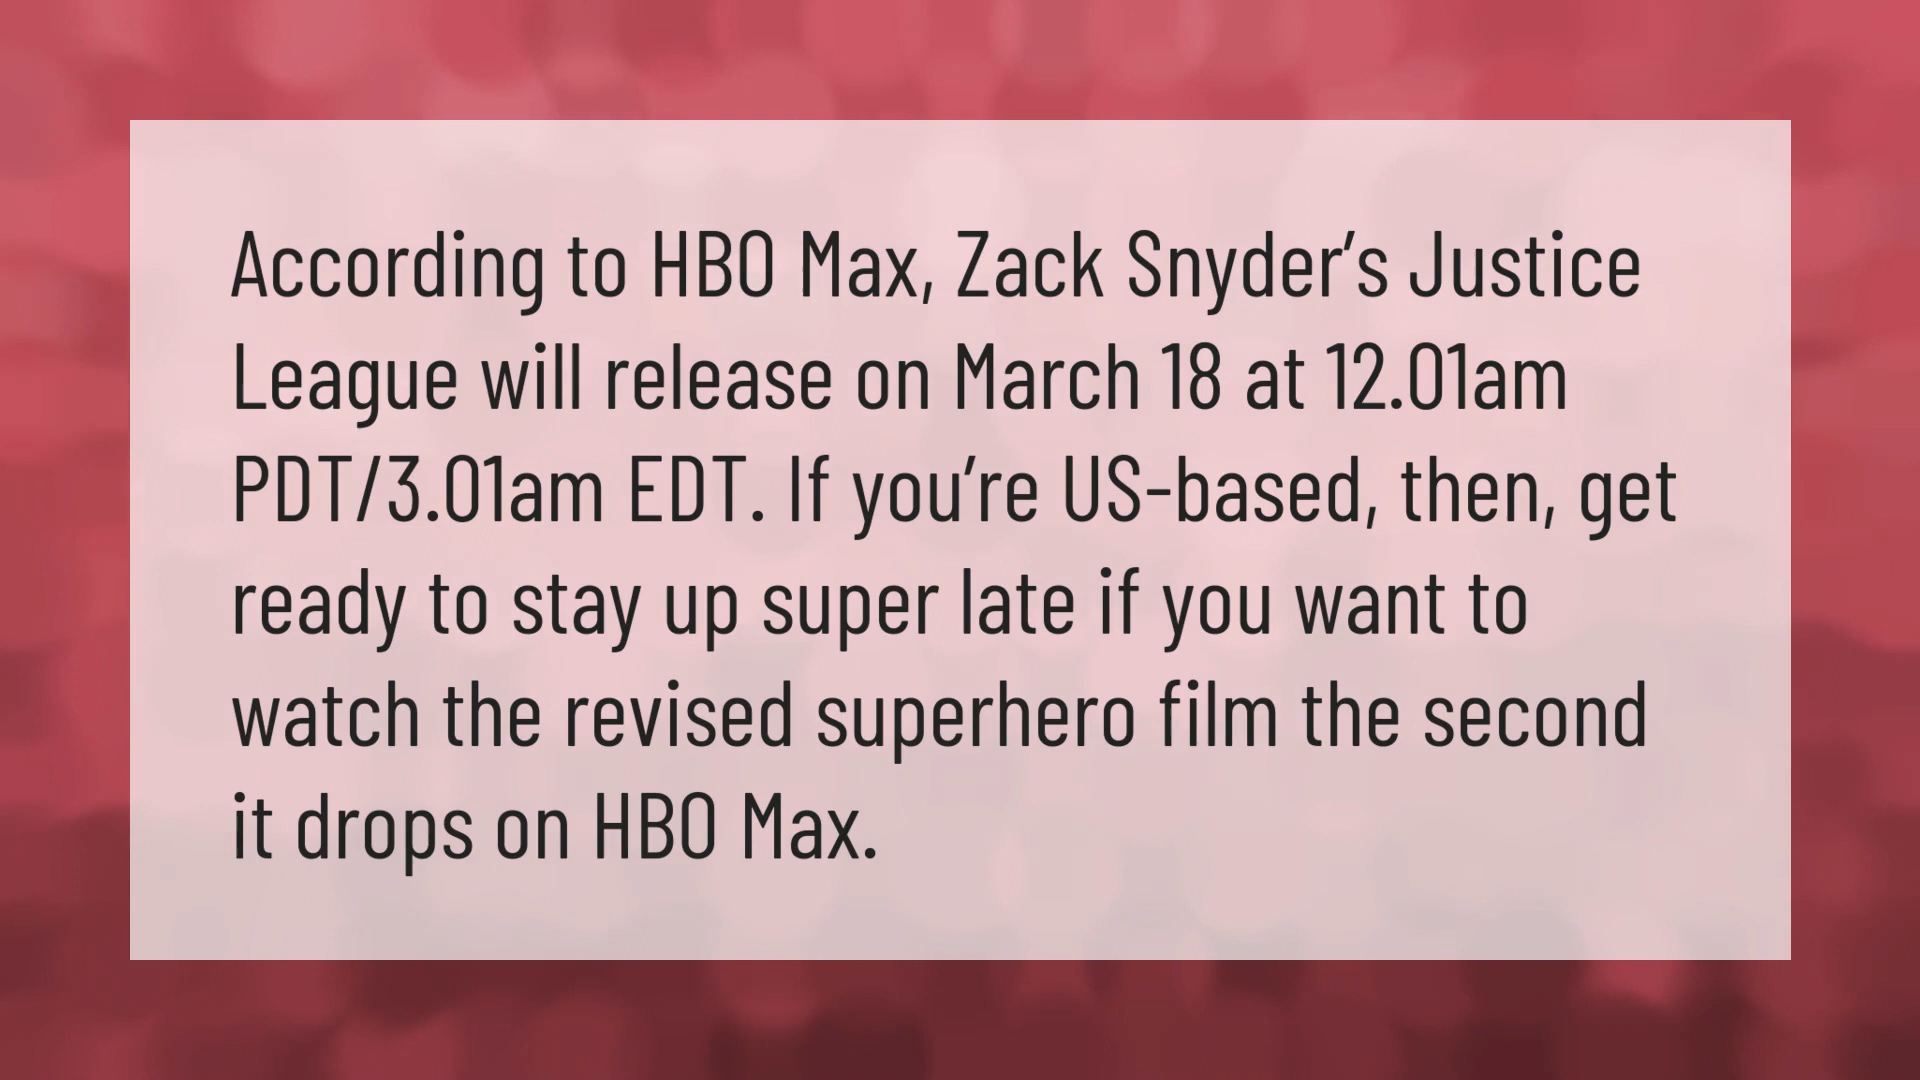 According to HBO Max, Zack Snyder’s Justice
League will release on March 18 at 12.01am
PDT/3.01am EDT. If you’re US-based, then, get
ready to stay up super late if you want to
watch the revised superhero film the second
it drops on HBO Max.